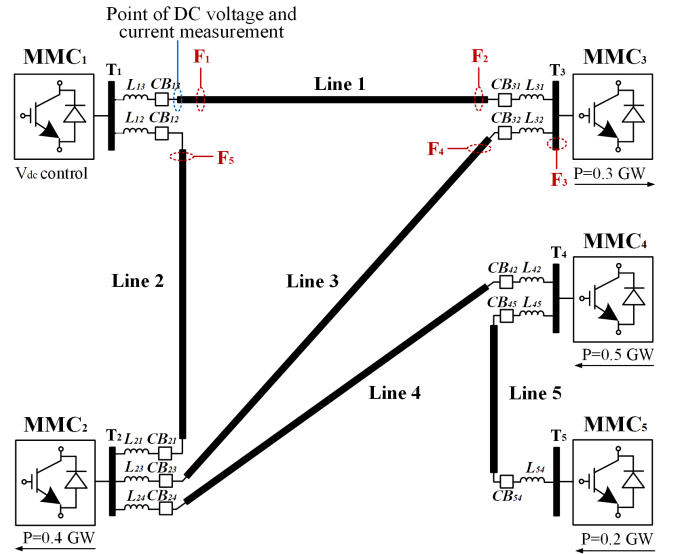 Point of DC voltage and
current measurement
MMC₁
T₁
L₁₃ CB₁₃
L₁₂ CB₁₂
Vdc control
F₁
Line 1
F₂
CB₃₁ L₃₁
CB₃₂ L₃₂
T₃
MMC₃
F₄
F₃
P=0.3 GW
F₅
Line 2
Line 3
CB₄₂ L₄₂
CB₄₅ L₄₅
T₄
MMC₄
P=0.5 GW
Line 4
Line 5
MMC₂
T₂
L₂₁ CB₂₁
L₂₃ CB₂₃
L₂₄ CB₂₄
P=0.4 GW
CB₅₄
L₅₄
T₅
MMC₅
P=0.2 GW